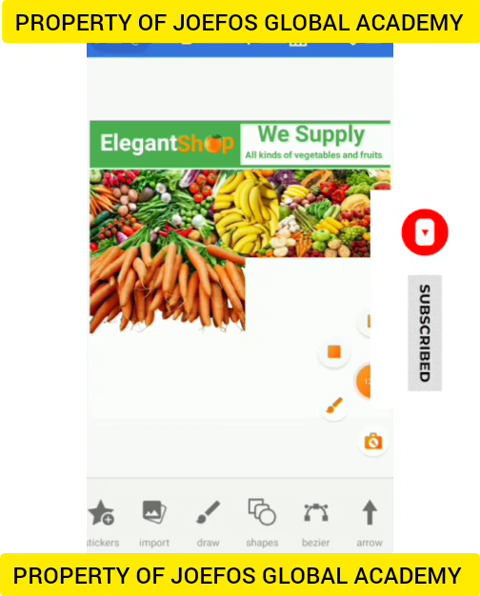 PROPERTY OF JOEFOS GLOBAL ACADEMY
ElegantShop
We Supply
All kinds of vegetables and fruits
SUBSCRIBED
stickers import draw shapes bezier arrow
PROPERTY OF JOEFOS GLOBAL ACADEMY